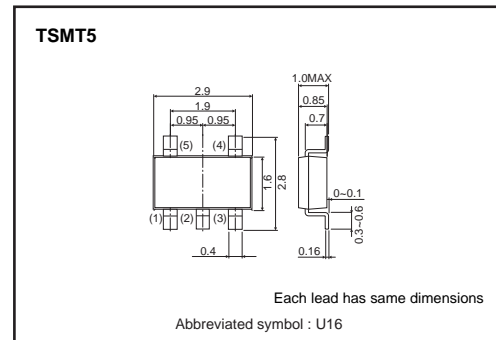 TSMT5
1.0MAX
2.9
0.85
1.9
0.7
0.95 0.95
(5) (4)
1.6
2.8
0~0.1
(1) (2) (3)
0.3~0.6
0.4
0.16
Each lead has same dimensions
Abbreviated symbol : U16